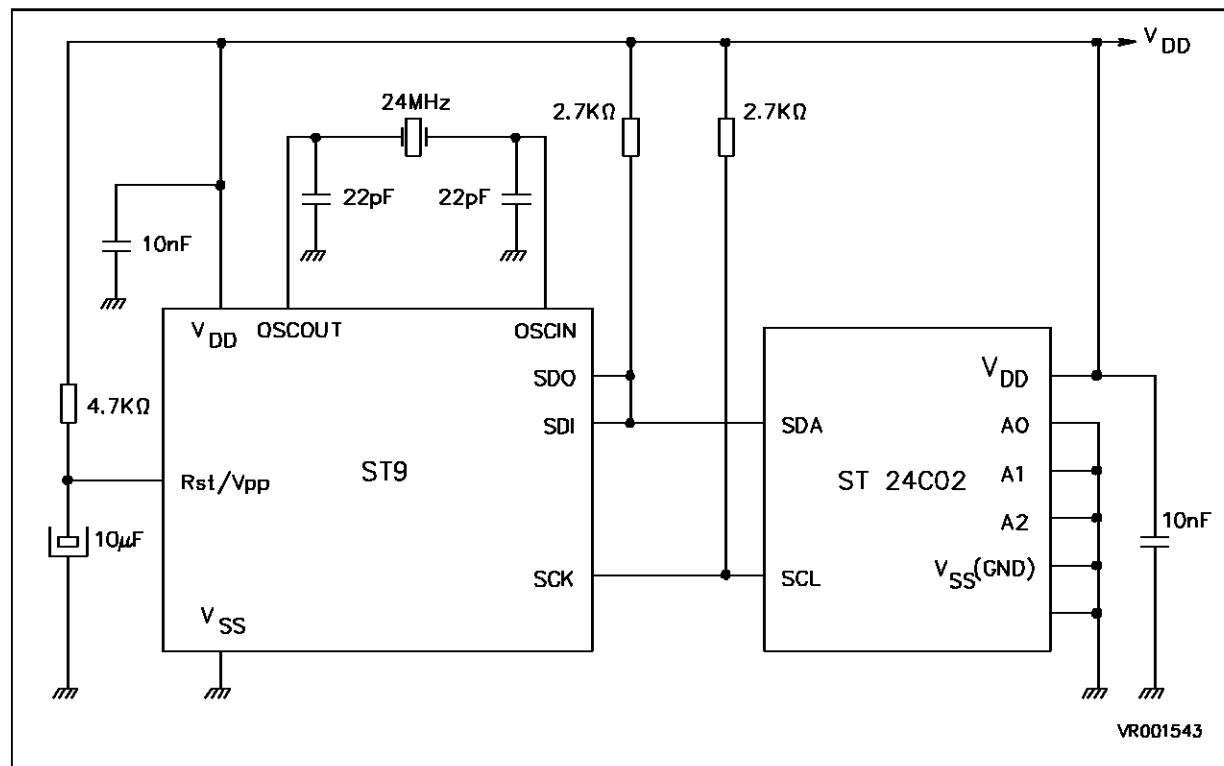 V DD
24MHz
2.7KΩ
2.7KΩ
22pF
22pF
10nF
V DD
OSCOUT
OSCIN
SDO
SDI
4.7KΩ
Rst/Vpp
ST9
10μF
SCK
V SS
V DD
SDA
A0
ST 24C02
A1
A2
10nF
V SS (GND)
SCL
VR001543